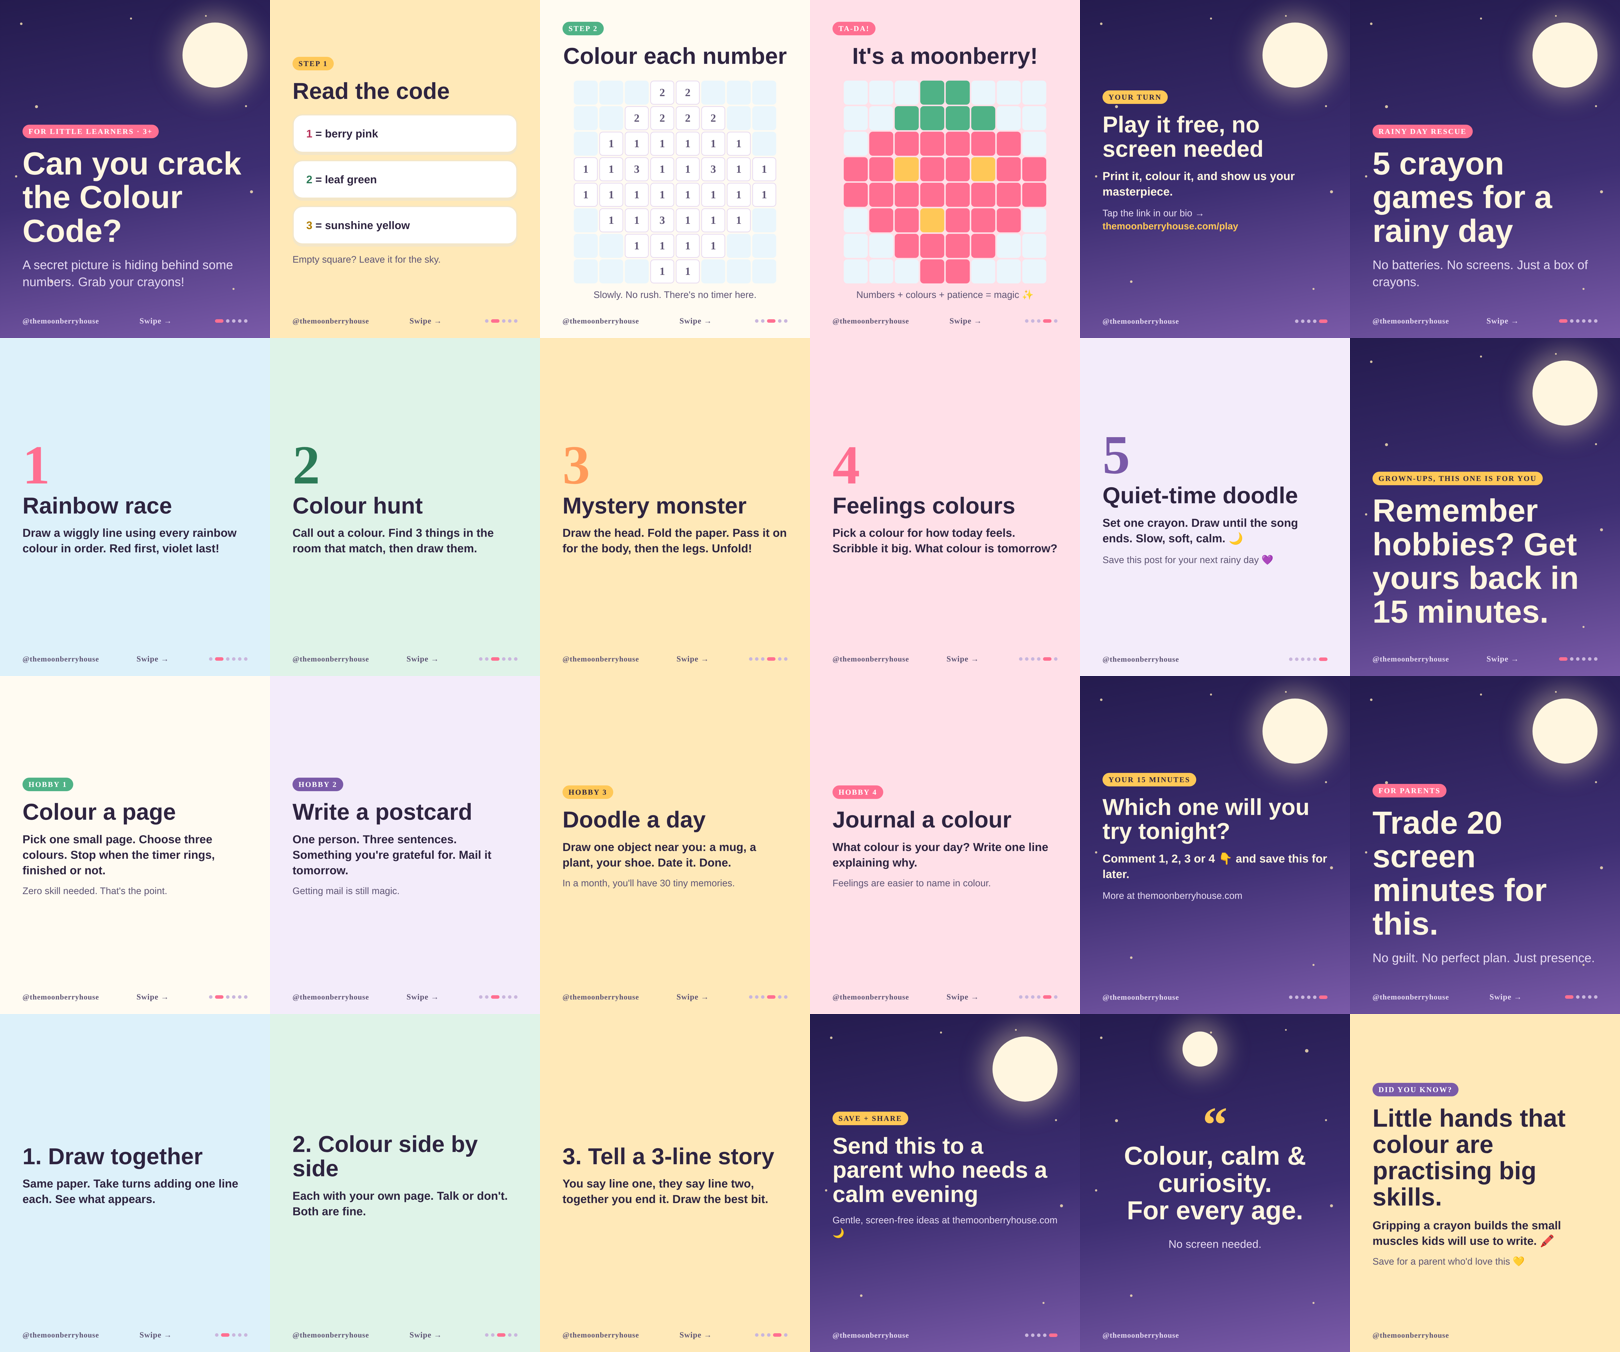 FOR LITTLE LEARNERS · 3+
Can you crack
the Colour
Code?
A secret picture is hiding behind some
numbers. Grab your crayons!
@themoonberryhouse
Swipe →
STEP 1
Read the code
1 = berry pink
2 = leaf green
3 = sunshine yellow
Empty square? Leave it for the sky.
@themoonberryhouse
Swipe →
STEP 2
Colour each number
2 2
2 2 2 2
1 1 1 1 1 1
1 1 3 1 1 3 1 1
1 1 1 1 1 1 1 1
1 1 3 1 1 1
1 1 1 1
1 1
Slowly. No rush. There's no timer here.
@themoonberryhouse
Swipe →
TA-DA!
It's a moonberry!
Numbers + colours + patience = magic ✨
@themoonberryhouse
Swipe →
YOUR TURN
Play it free, no
screen needed
Print it, colour it, and show us your
masterpiece.
Tap the link in our bio →
themoonberryhouse.com/play
@themoonberryhouse
RAINY DAY RESCUE
5 crayon
games for a
rainy day
No batteries. No screens. Just a box of
crayons.
@themoonberryhouse
Swipe →
1
Rainbow race
Draw a wiggly line using every rainbow
colour in order. Red first, violet last!
@themoonberryhouse
Swipe →
2
Colour hunt
Call out a colour. Find 3 things in the
room that match, then draw them.
@themoonberryhouse
Swipe →
3
Mystery monster
Draw the head. Fold the paper. Pass it on
for the body, then the legs. Unfold!
@themoonberryhouse
Swipe →
4
Feelings colours
Pick a colour for how today feels.
Scribble it big. What colour is tomorrow?
@themoonberryhouse
Swipe →
5
Quiet-time doodle
Set one crayon. Draw until the song
ends. Slow, soft, calm. 🌙
Save this post for your next rainy day 💜
@themoonberryhouse
GROWN-UPS, THIS ONE IS FOR YOU
Remember
hobbies? Get
yours back in
15 minutes.
@themoonberryhouse
Swipe →
HOBBY 1
Colour a page
Pick one small page. Choose three
colours. Stop when the timer rings,
finished or not.
Zero skill needed. That's the point.
@themoonberryhouse
Swipe →
HOBBY 2
Write a postcard
One person. Three sentences.
Something you're grateful for. Mail it
tomorrow.
Getting mail is still magic.
@themoonberryhouse
Swipe →
HOBBY 3
Doodle a day
Draw one object near you: a mug, a
plant, your shoe. Date it. Done.
In a month, you'll have 30 tiny memories.
@themoonberryhouse
Swipe →
HOBBY 4
Journal a colour
What colour is your day? Write one line
explaining why.
Feelings are easier to name in colour.
@themoonberryhouse
Swipe →
YOUR 15 MINUTES
Which one will you
try tonight?
Comment 1, 2, 3 or 4 👇 and save this for
later.
More at themoonberryhouse.com
@themoonberryhouse
FOR PARENTS
Trade 20
screen
minutes for
this.
No guilt. No perfect plan. Just presence.
@themoonberryhouse
Swipe →
1. Draw together
Same paper. Take turns adding one line
each. See what appears.
@themoonberryhouse
Swipe →
2. Colour side by
side
Each with your own page. Talk or don't.
Both are fine.
@themoonberryhouse
Swipe →
3. Tell a 3-line story
You say line one, they say line two,
together you end it. Draw the best bit.
@themoonberryhouse
Swipe →
SAVE + SHARE
Send this to a
parent who needs a
calm evening
Gentle, screen-free ideas at themoonberryhouse.com
🌙
@themoonberryhouse
“
Colour, calm &
curiosity.
For every age.
No screen needed.
@themoonberryhouse
DID YOU KNOW?
Little hands that
colour are
practising big
skills.
Gripping a crayon builds the small
muscles kids will use to write. 🖍️
Save for a parent who'd love this 💛
@themoonberryhouse